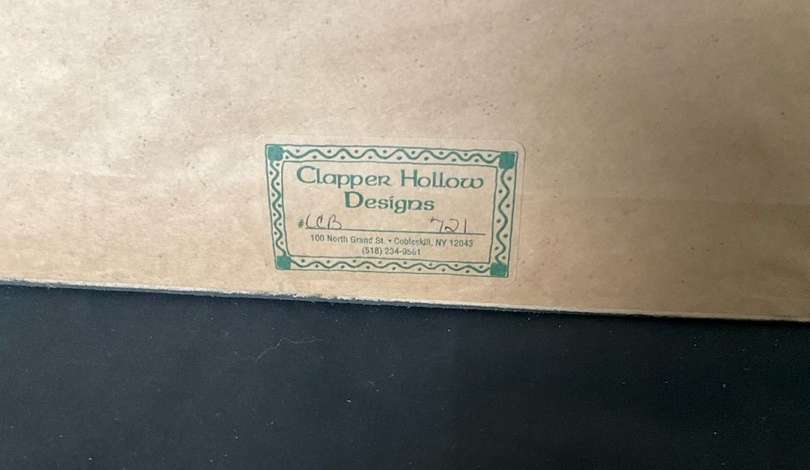 Clapper Hollow
Designs
#LCB 721
100 North Grand St. • Cobleskill, NY 12043
(518) 234-9561